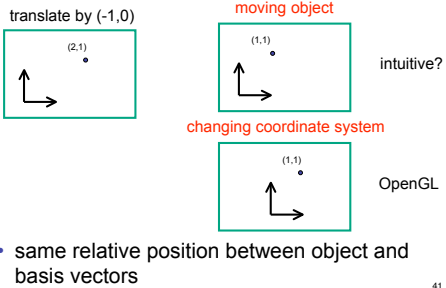 translate by (-1,0)
(2,1)
moving object
(1,1)
intuitive?
changing coordinate system
(1,1)
OpenGL
• same relative position between object and
basis vectors
41